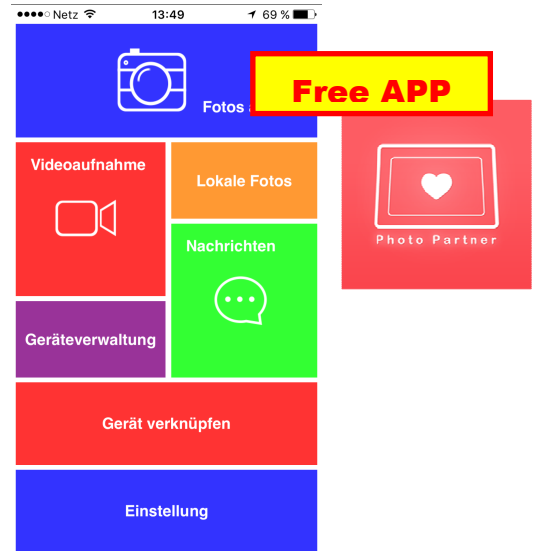 Netz 13:49 69 %
Fotos
Free APP
Videoaufnahme
Lokale Fotos
Nachrichten
Photo Partner
Geräteverwaltung
Gerät verknüpfen
Einstellung